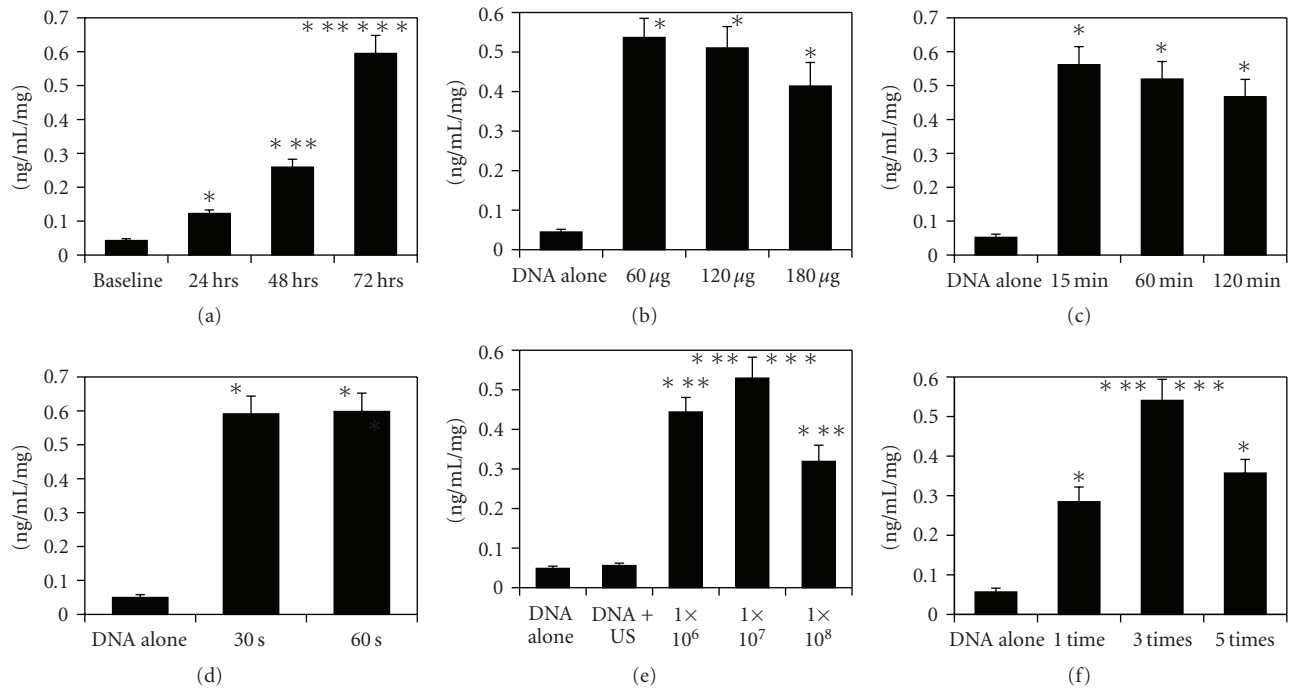 0.7
0.6
0.5
0.4
0.3
0.2
0.1
0
(ng/mL/mg)
∗ ∗∗ ∗ ∗ ∗
∗ ∗∗
∗
Baseline 24 hrs 48 hrs 72 hrs
(a)
0.6
0.5
0.4
0.3
0.2
0.1
0
(ng/mL/mg)
∗ ∗ ∗
DNA alone 60 µg 120 µg 180 µg
(b)
0.7
0.6
0.5
0.4
0.3
0.2
0.1
0
(ng/mL/mg)
∗ ∗ ∗
DNA alone 15 min 60 min 120 min
(c)
0.7
0.6
0.5
0.4
0.3
0.2
0.1
0
(ng/mL/mg)
∗ ∗
∗
DNA alone 30 s 60 s
(d)
0.6
0.5
0.4
0.3
0.2
0.1
0
(ng/mL/mg)
∗ ∗∗ ∗ ∗∗
∗ ∗∗
∗ ∗∗
DNA DNA + 1× 1× 1×
alone US 10⁶ 10⁷ 10⁸
(e)
0.6
0.5
0.4
0.3
0.2
0.1
0
(ng/mL/mg)
∗ ∗∗ ∗ ∗∗
∗
∗
DNA alone 1 time 3 times 5 times
(f)